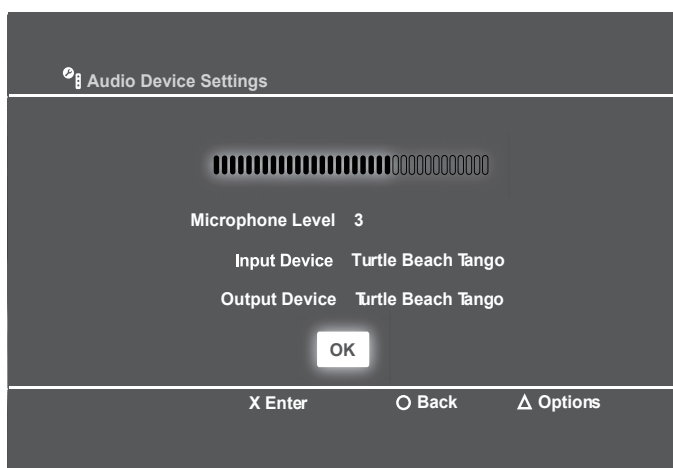 Audio Device Settings
Microphone Level 3
Input Device Turtle Beach Tango
Output Device Turtle Beach Tango
OK
X Enter O Back Δ Options